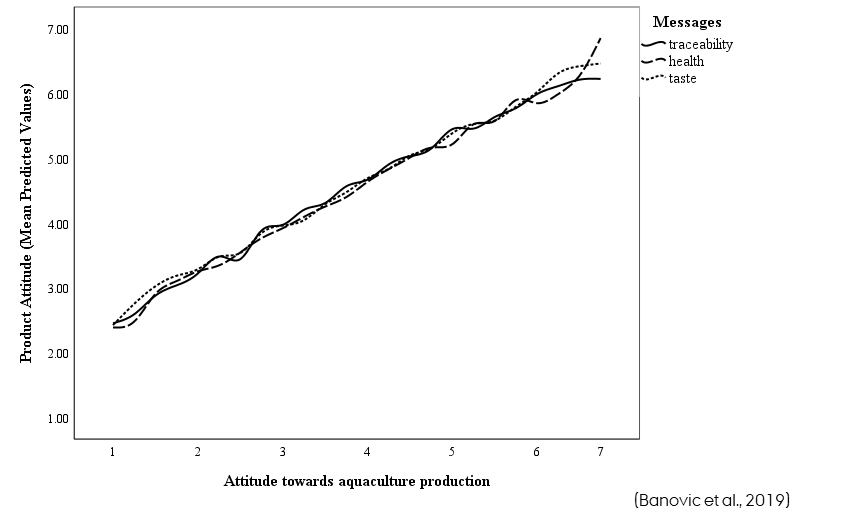 Product Attitude (Mean Predicted Values)
7.00
6.00
5.00
4.00
3.00
2.00
1.00
1 2 3 4 5 6 7
Attitude towards aquaculture production
Messages
traceability
health
taste
(Banovic et al., 2019)